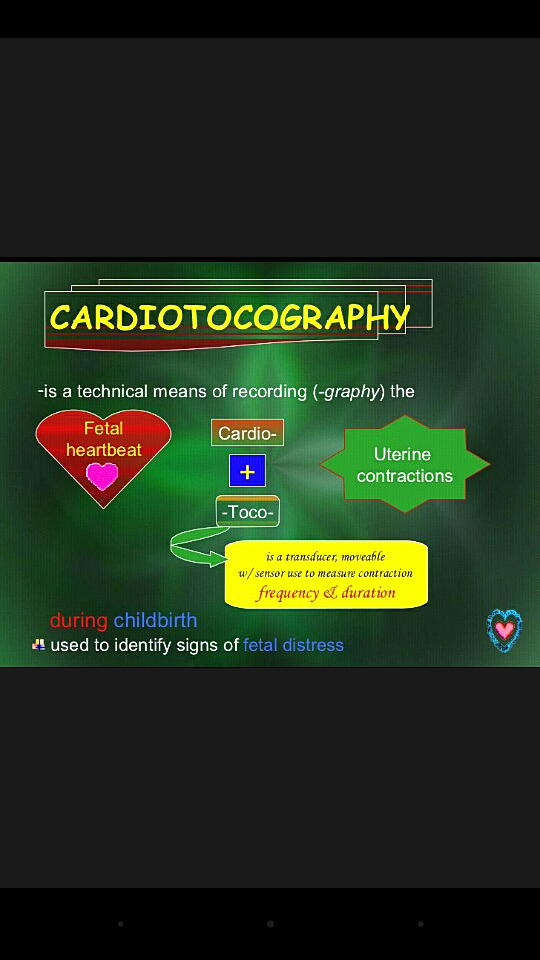 CARDIOTOCOGRAPHY
-is a technical means of recording (-graphy) the
Fetal
heartbeat
Cardio-
+
-Toco-
Uterine
contractions
is a transducer, moveable
w/ sensor use to measure contraction
frequency & duration
during childbirth
used to identify signs of fetal distress